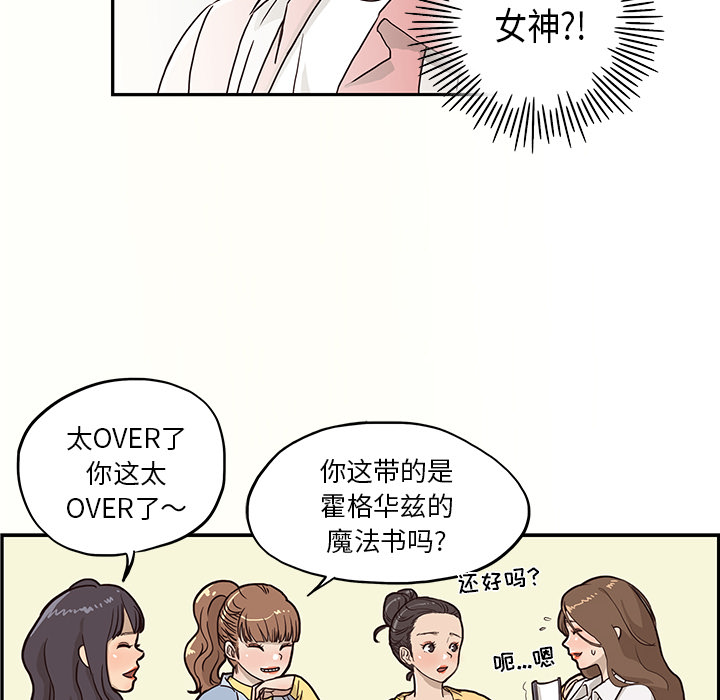 女神?!
太OVER了
你这太
OVER了～
你这带的是
霍格华兹的
魔法书吗?
还好吗?
呃...嗯